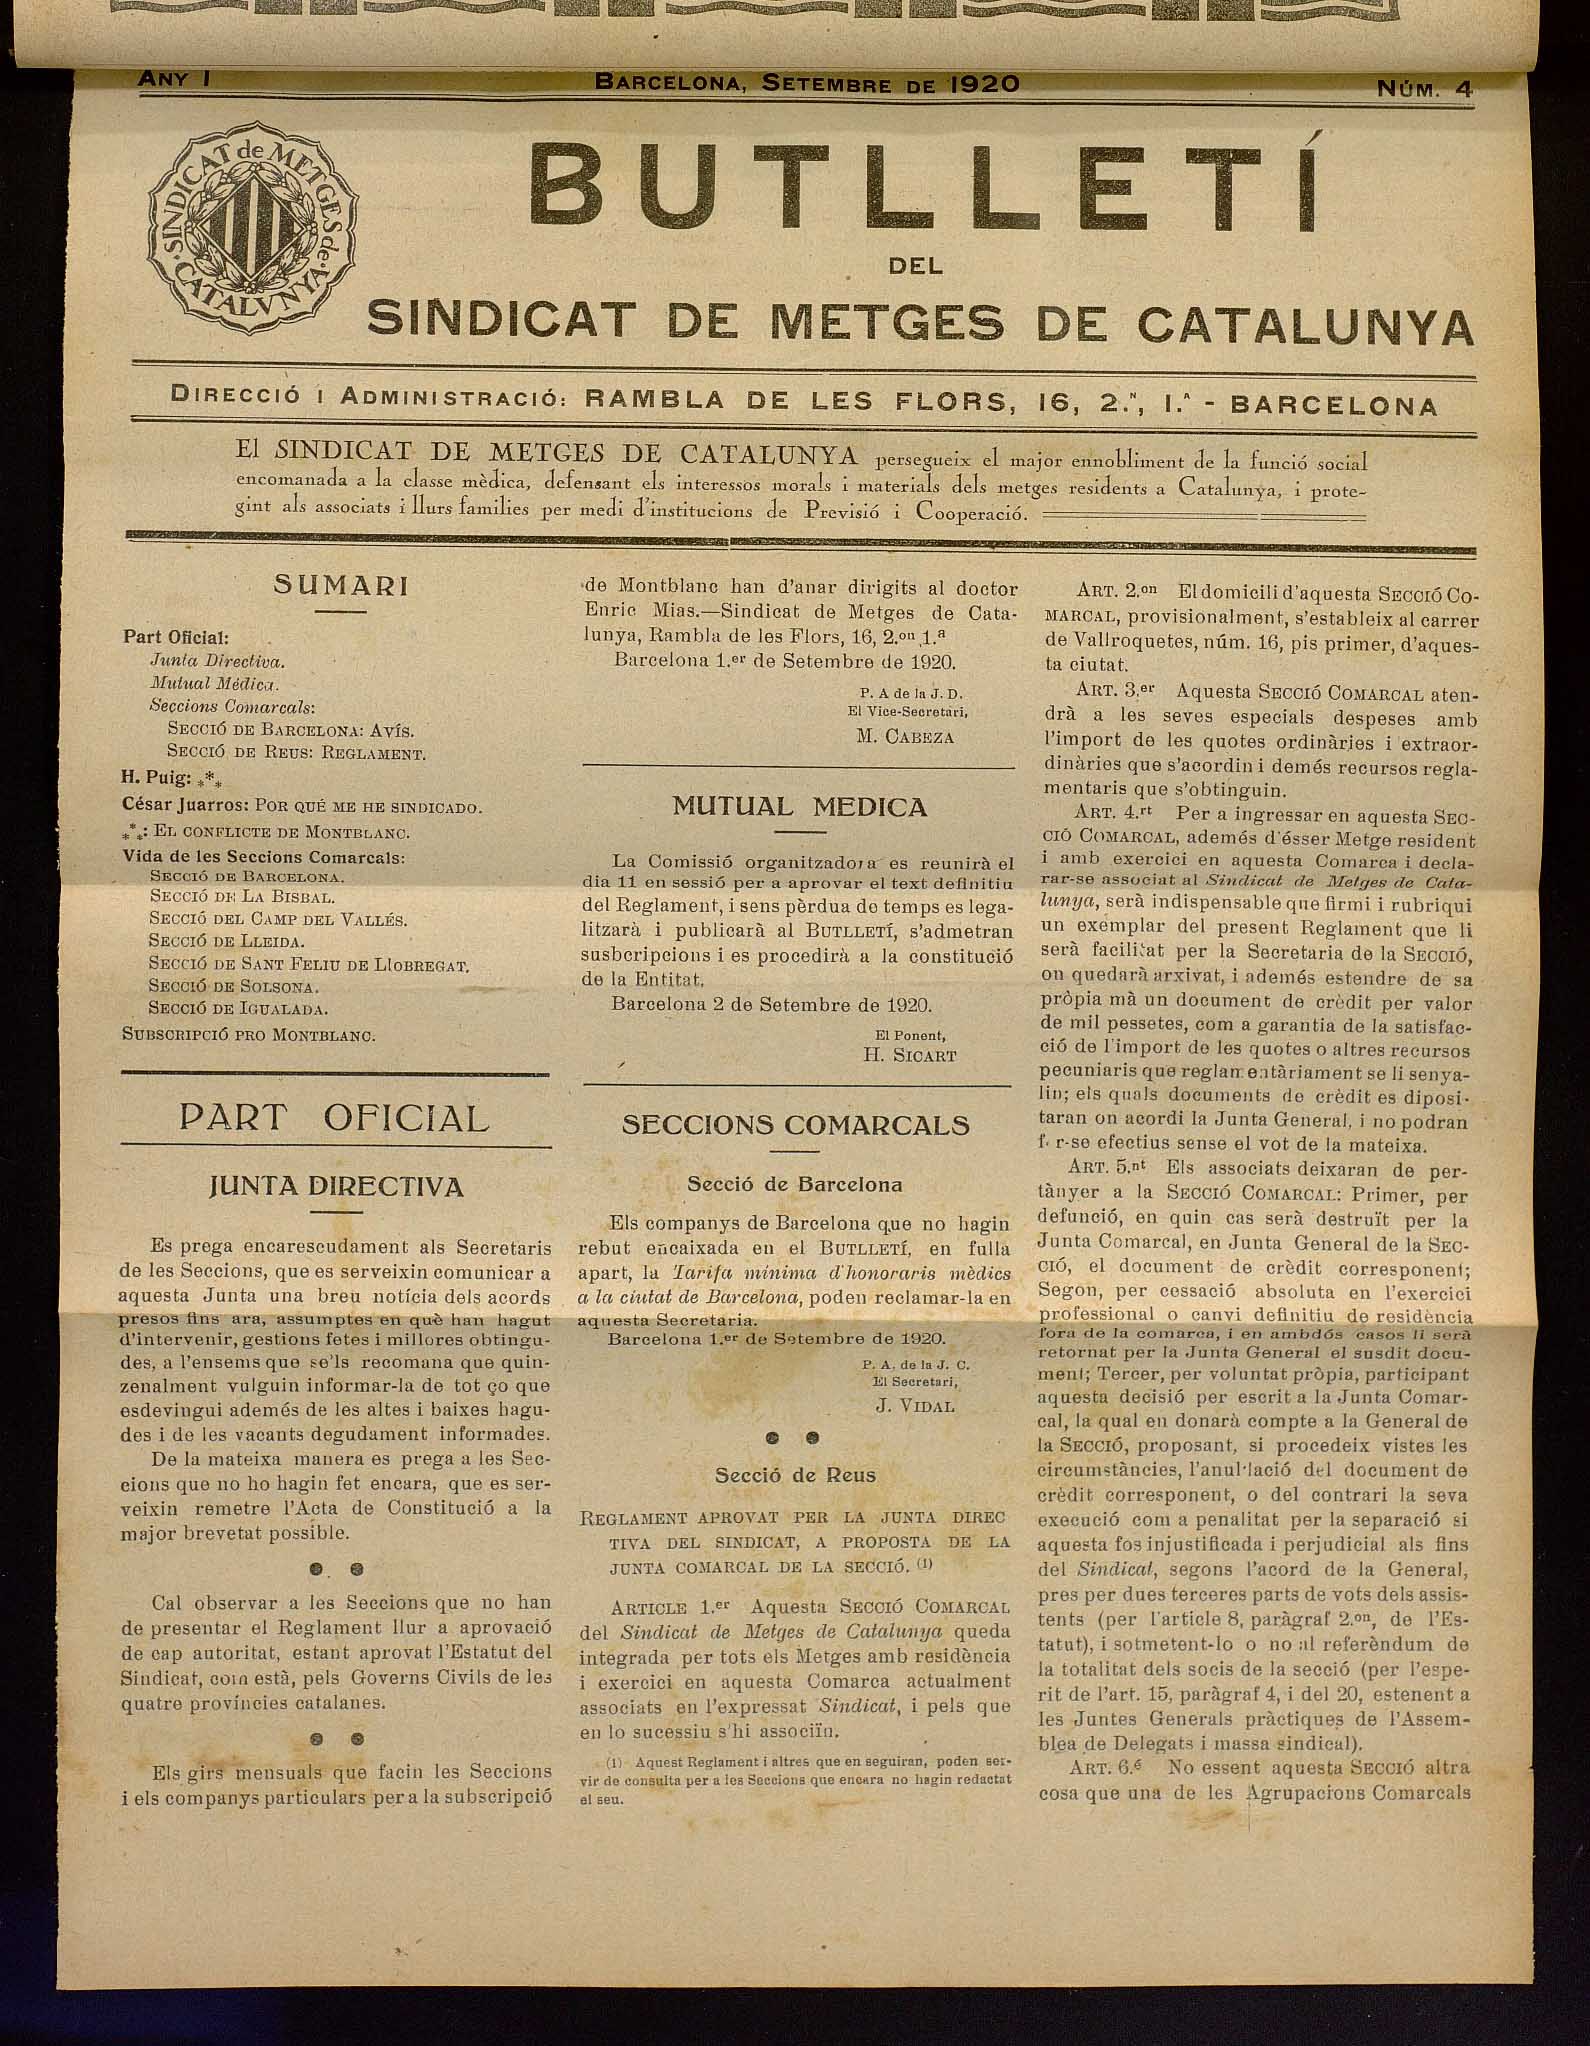 ANY I
BARCELONA, SETEMBRE DE 1920
NÚM. 4
SINDICAT de METGES de CATALVNYA
BUTLLETÍ
DEL
SINDICAT DE METGES DE CATALUNYA
DIRECCIÓ I ADMINISTRACIÓ: RAMBLA DE LES FLORS, 16, 2.ⁿ, 1.ᴬ - BARCELONA
El SINDICAT DE METGES DE CATALUNYA persegueix el major ennobliment de la funció social
encomanada a la classe mèdica, defensant els interessos morals i materials dels metges residents a Catalunya, i prote-
gint als associats i llurs families per medi d'institucions de Previsió i Cooperació.
SUMARI
Part Oficial:
Junta Directiva.
Mutual Médica.
Seccions Comarcals:
SECCIÓ DE BARCELONA: AVÍS.
SECCIÓ DE REUS: REGLAMENT.
H. Puig: ***
César Juarros: POR QUÉ ME HE SINDICADO.
***: EL CONFLICTE DE MONTBLANC.
Vida de les Seccions Comarcals:
SECCIÓ DE BARCELONA.
SECCIÓ DE LA BISBAL.
SECCIÓ DEL CAMP DEL VALLÉS.
SECCIÓ DE LLEIDA.
SECCIÓ DE SANT FELIU DE LlOBREGAT.
SECCIÓ DE SOLSONA.
SECCIÓ DE IGUALADA.
SUBSCRIPCIÓ PRO MONTBLANC.
PART OFICIAL
JUNTA DIRECTIVA
Es prega encarescudament als Secretaris
de les Seccions, que es serveixin comunicar a
aquesta Junta una breu notícia dels acords
presos fins ara, assumptes en què han hagut
d'intervenir, gestions fetes i millores obtingu-
des, a l'ensems que se'ls recomana que quin-
zenalment vulguin informar-la de tot ço que
esdevingui ademés de les altes i baixes hagu-
des i de les vacants degudament informades.
De la mateixa manera es prega a les Sec-
cions que no ho hagin fet encara, que es ser-
veixin remetre l'Acta de Constitució a la
major brevetat possible.
Cal observar a les Seccions que no han
de presentar el Reglament llur a aprovació
de cap autoritat, estant aprovat l'Estatut del
Sindicat, com està, pels Governs Civils de les
quatre províncies catalanes.
Els girs mensuals que facin les Seccions
i els companys particulars per a la subscripció
de Montblanc han d'anar dirigits al doctor
Enric Mias.—Sindicat de Metges de Cata-
lunya, Rambla de les Flors, 16, 2.ᵒⁿ 1.ª
Barcelona 1.ᵉʳ de Setembre de 1920.
P. A de la J. D.
El Vice-Secretari,
M. CABEZA
MUTUAL MEDICA
La Comissió organitzadora es reunirà el
dia 11 en sessió per a aprovar el text definitiu
del Reglament, i sens pèrdua de temps es lega-
litzarà i publicarà al BUTLLETÍ, s'admetran
susbcripcions i es procedirà a la constitució
de la Entitat.
Barcelona 2 de Setembre de 1920.
El Ponent,
H. SICART
SECCIONS COMARCALS
Secció de Barcelona
Els companys de Barcelona que no hagin
rebut encaixada en el BUTLLETÍ, en fulla
apart, la Tarifa mínima d'honoraris mèdics
a la ciutat de Barcelona, poden reclamar-la en
aquesta Secretaria.
Barcelona 1.ᵉʳ de Setembre de 1920.
P. A. de la J. C.
El Secretari,
J. VIDAL
Secció de Reus
REGLAMENT APROVAT PER LA JUNTA DIREC
TIVA DEL SINDICAT, A PROPOSTA DE LA
JUNTA COMARCAL DE LA SECCIÓ. (1)
ARTICLE 1.ᵉʳ Aquesta SECCIÓ COMARCAL
del Sindicat de Metges de Catalunya queda
integrada per tots els Metges amb residència
i exercici en aquesta Comarca actualment
associats en l'expressat Sindicat, i pels que
en lo sucessiu s'hi associïn.
(1) Aquest Reglament i altres que en seguiran, poden ser-
vir de consulta per a les Seccions que encara no hagin redactat
el seu.
ART. 2.ᵒⁿ El domicili d'aquesta SECCIÓ CO-
MARCAL, provisionalment, s'estableix al carrer
de Vallroquetes, núm. 16, pis primer, d'aques-
ta ciutat.
ART. 3.ᵉʳ Aquesta SECCIÓ COMARCAL aten-
drà a les seves especials despeses amb
l'import de les quotes ordinàries i extraor-
dinàries que s'acordin i demés recursos regla-
mentaris que s'obtinguin.
ART. 4.ʳᵗ Per a ingressar en aquesta SEC-
CIÓ COMARCAL, ademés d'ésser Metge resident
i amb exercici en aquesta Comarca i decla-
rar-se associat al Sindicat de Metges de Cata-
lunya, serà indispensable que firmi i rubriqui
un exemplar del present Reglament que li
serà facilitat per la Secretaria de la SECCIÓ,
on quedarà arxivat, i ademés estendre de sa
pròpia mà un document de crèdit per valor
de mil pessetes, com a garantia de la satisfac-
ció de l'import de les quotes o altres recursos
pecuniaris que reglamentàriament se li senya-
lin; els quals documents de crèdit es diposi-
taran on acordi la Junta General, i no podran
fer-se efectius sense el vot de la mateixa.
ART. 5.ⁿᵗ Els associats deixaran de per-
tànyer a la SECCIÓ COMARCAL: Primer, per
defunció, en quin cas serà destruït per la
Junta Comarcal, en Junta General de la SEC-
CIÓ, el document de crèdit corresponent;
Segon, per cessació absoluta en l'exercici
professional o canvi definitiu de residència
fora de la comarca, i en ambdós casos li serà
retornat per la Junta General el susdit docu-
ment; Tercer, per voluntat pròpia, participant
aquesta decisió per escrit a la Junta Comar-
cal, la qual en donarà compte a la General de
la SECCIÓ, proposant, si procedeix vistes les
circumstàncies, l'anul·lació del document de
crèdit corresponent, o del contrari la seva
execució com a penalitat per la separació si
aquesta fos injustificada i perjudicial als fins
del Sindicat, segons l'acord de la General,
pres per dues terceres parts de vots dels assis-
tents (per l'article 8, paràgraf 2.ᵒⁿ, de l'Es-
tatut), i sotmetent-lo o no al referèndum de
la totalitat dels socis de la secció (per l'espe-
rit de l'art. 15, paràgraf 4, i del 20, estenent a
les Juntes Generals pràctiques de l'Assem-
blea de Delegats i massa sindical).
ART. 6.é No essent aquesta SECCIÓ altra
cosa que una de les Agrupacions Comarcals